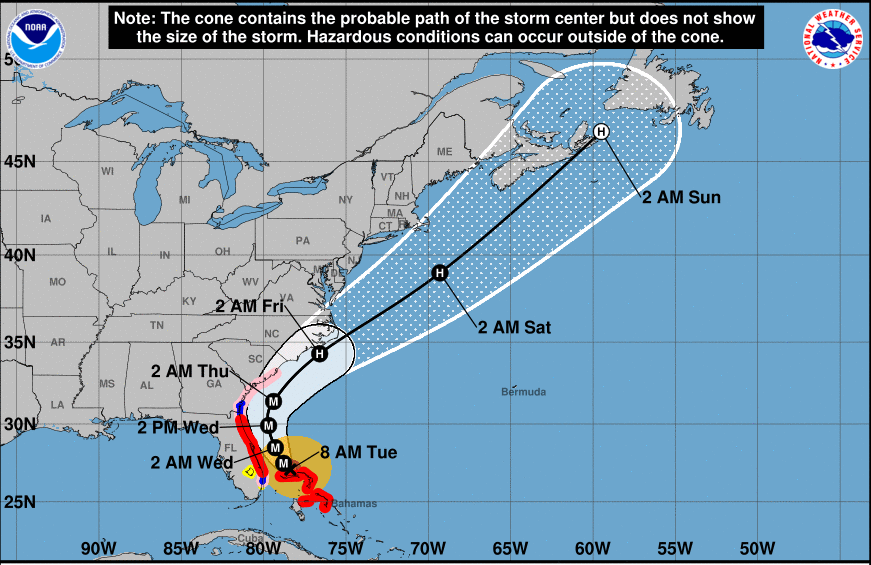 Note: The cone contains the probable path of the storm center but does not show
the size of the storm. Hazardous conditions can occur outside of the cone.
NOAA
NATIONAL WEATHER SERVICE
45N
40N
35N
30N
25N
ME
WI
VT
NH
MI
NY
MA
CT
IA
PA
IL
IN
OH
NJ
DE
MO
WV
VA
KY
2 AM Sun
2 AM Sat
2 AM Fri
TN
NC
AR
SC
2 AM Thu
MS
AL
GA
Bermuda
LA
2 PM Wed
FL
8 AM Tue
2 AM Wed
H
H
H
M
M
M
M
D
Bahamas
Cuba
90W
85W
80W
75W
70W
65W
60W
55W
50W